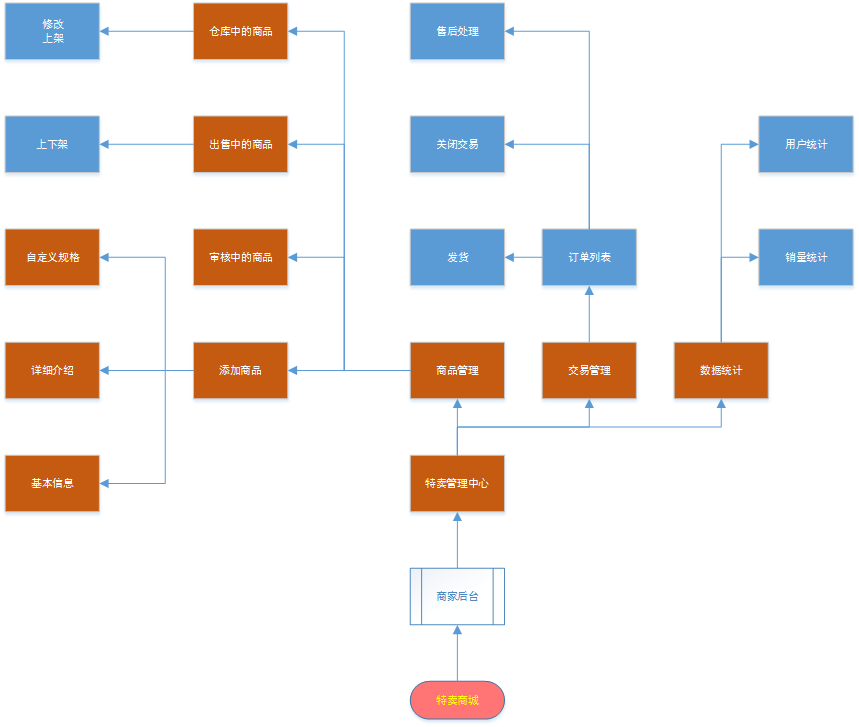 修改
上架
仓库中的商品
售后处理
上下架
出售中的商品
关闭交易
用户统计
自定义规格
审核中的商品
发货
订单列表
销量统计
详细介绍
添加商品
商品管理
交易管理
数据统计
基本信息
特卖管理中心
商家后台
特卖商城